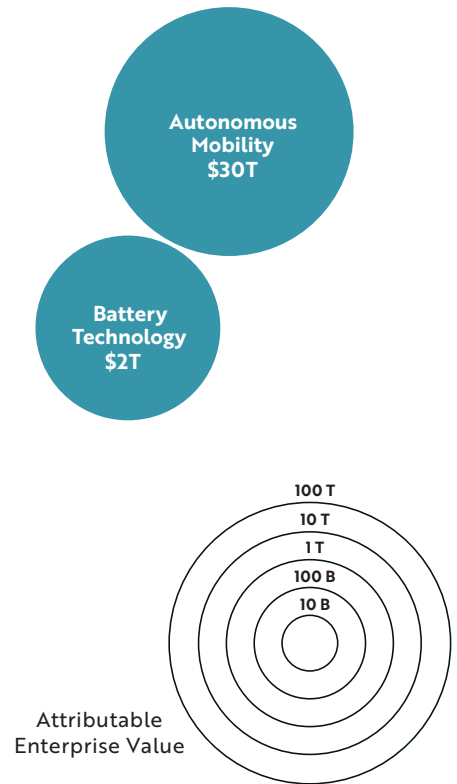 Autonomous
Mobility
$30T
Battery
Technology
$2T
100 T
10 T
1 T
100 B
10 B
Attributable
Enterprise Value